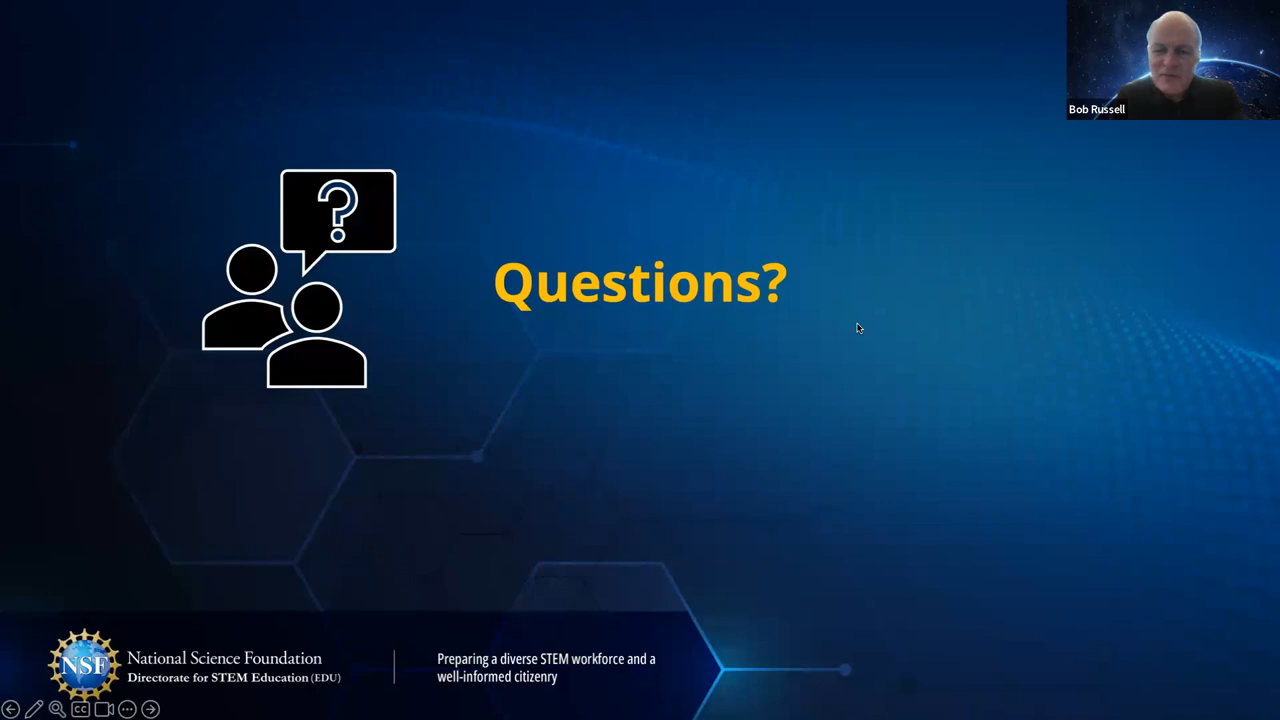 Bob Russell
?
Questions?
NSF
National Science Foundation
Directorate for STEM Education (EDU)
Preparing a diverse STEM workforce and a
well-informed citizenry
CC